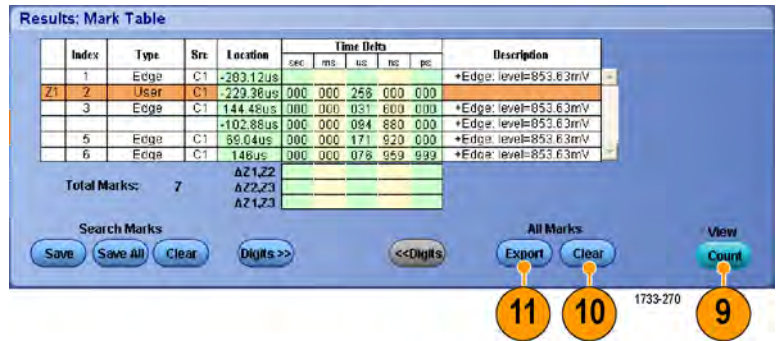 Results: Mark Table
Index Type Src Location Time Delta Description
sec ms us ns ps
1 Edge C1 -283.12us +Edge: level=853.63mV
Z1 2 User C1 -229.36us 000 000 256 000 000
3 Edge C1 144.48us 000 000 031 600 000 +Edge: level=853.63mV
-102.88us 000 000 094 880 000 +Edge: level=853.63mV
5 Edge C1 69.04us 000 000 171 920 000 +Edge: level=853.63mV
6 Edge C1 146us 000 000 076 959 999 +Edge: level=853.63mV
Total Marks: 7
ΔZ1,Z2
ΔZ2,Z3
ΔZ1,Z3
Search Marks All Marks View
Save Save All Clear Digits >> <<Digits Export Clear Count
1733-270
11 10 9